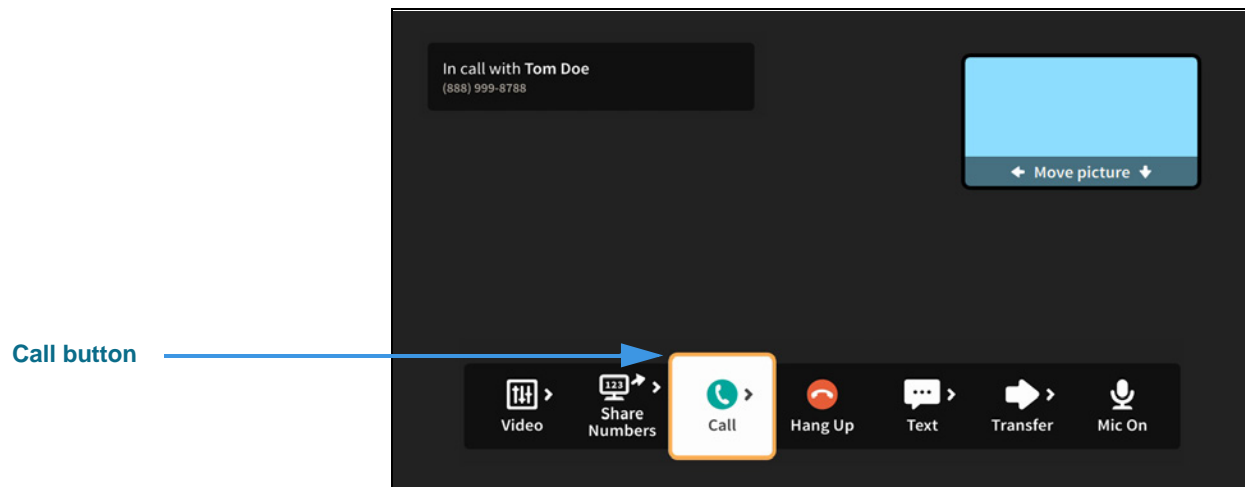 In call with Tom Doe
(888) 999-8788
Move picture
Call button
123
Video
Share
Numbers
Call
Hang Up
Text
Transfer
Mic On